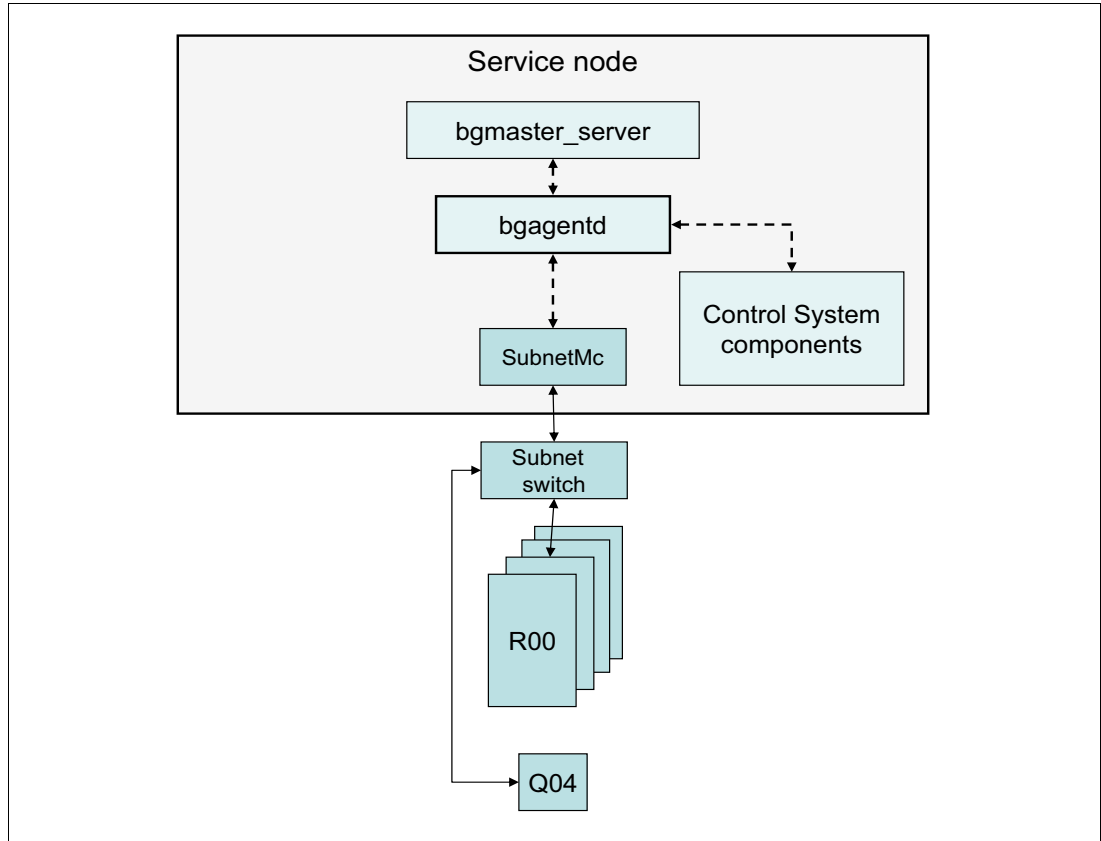 Service node
bgmaster_server
bgagentd
Control System
components
SubnetMc
Subnet
switch
R00
Q04